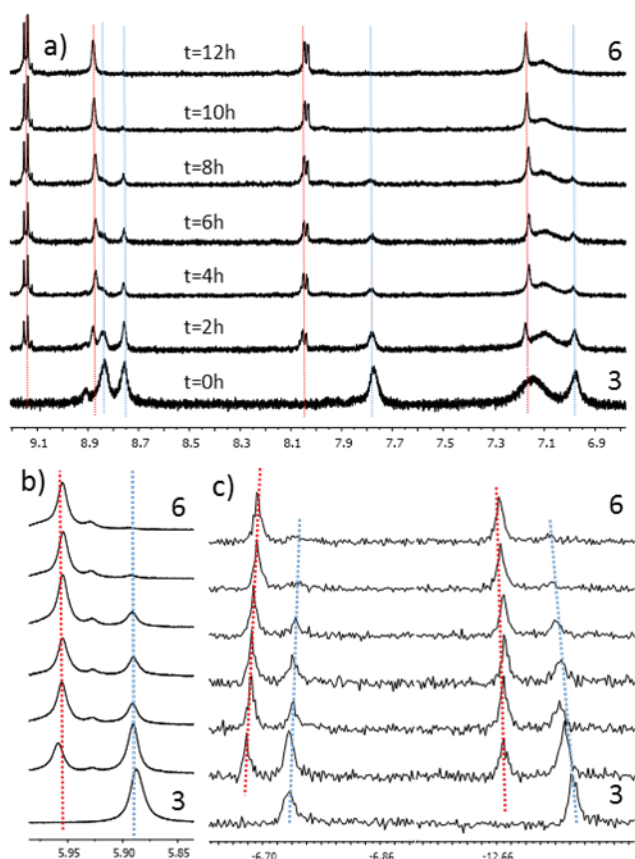 a)
6
t=12h
t=10h
t=8h
t=6h
t=4h
t=2h
t=0h
3
9.1 8.9 8.7 8.5 8.3 8.1 7.9 7.7 7.5 7.3 7.1 6.9
b)
6
3
5.95 5.90 5.85
c)
6
3
-6.70 -6.86 -12.66